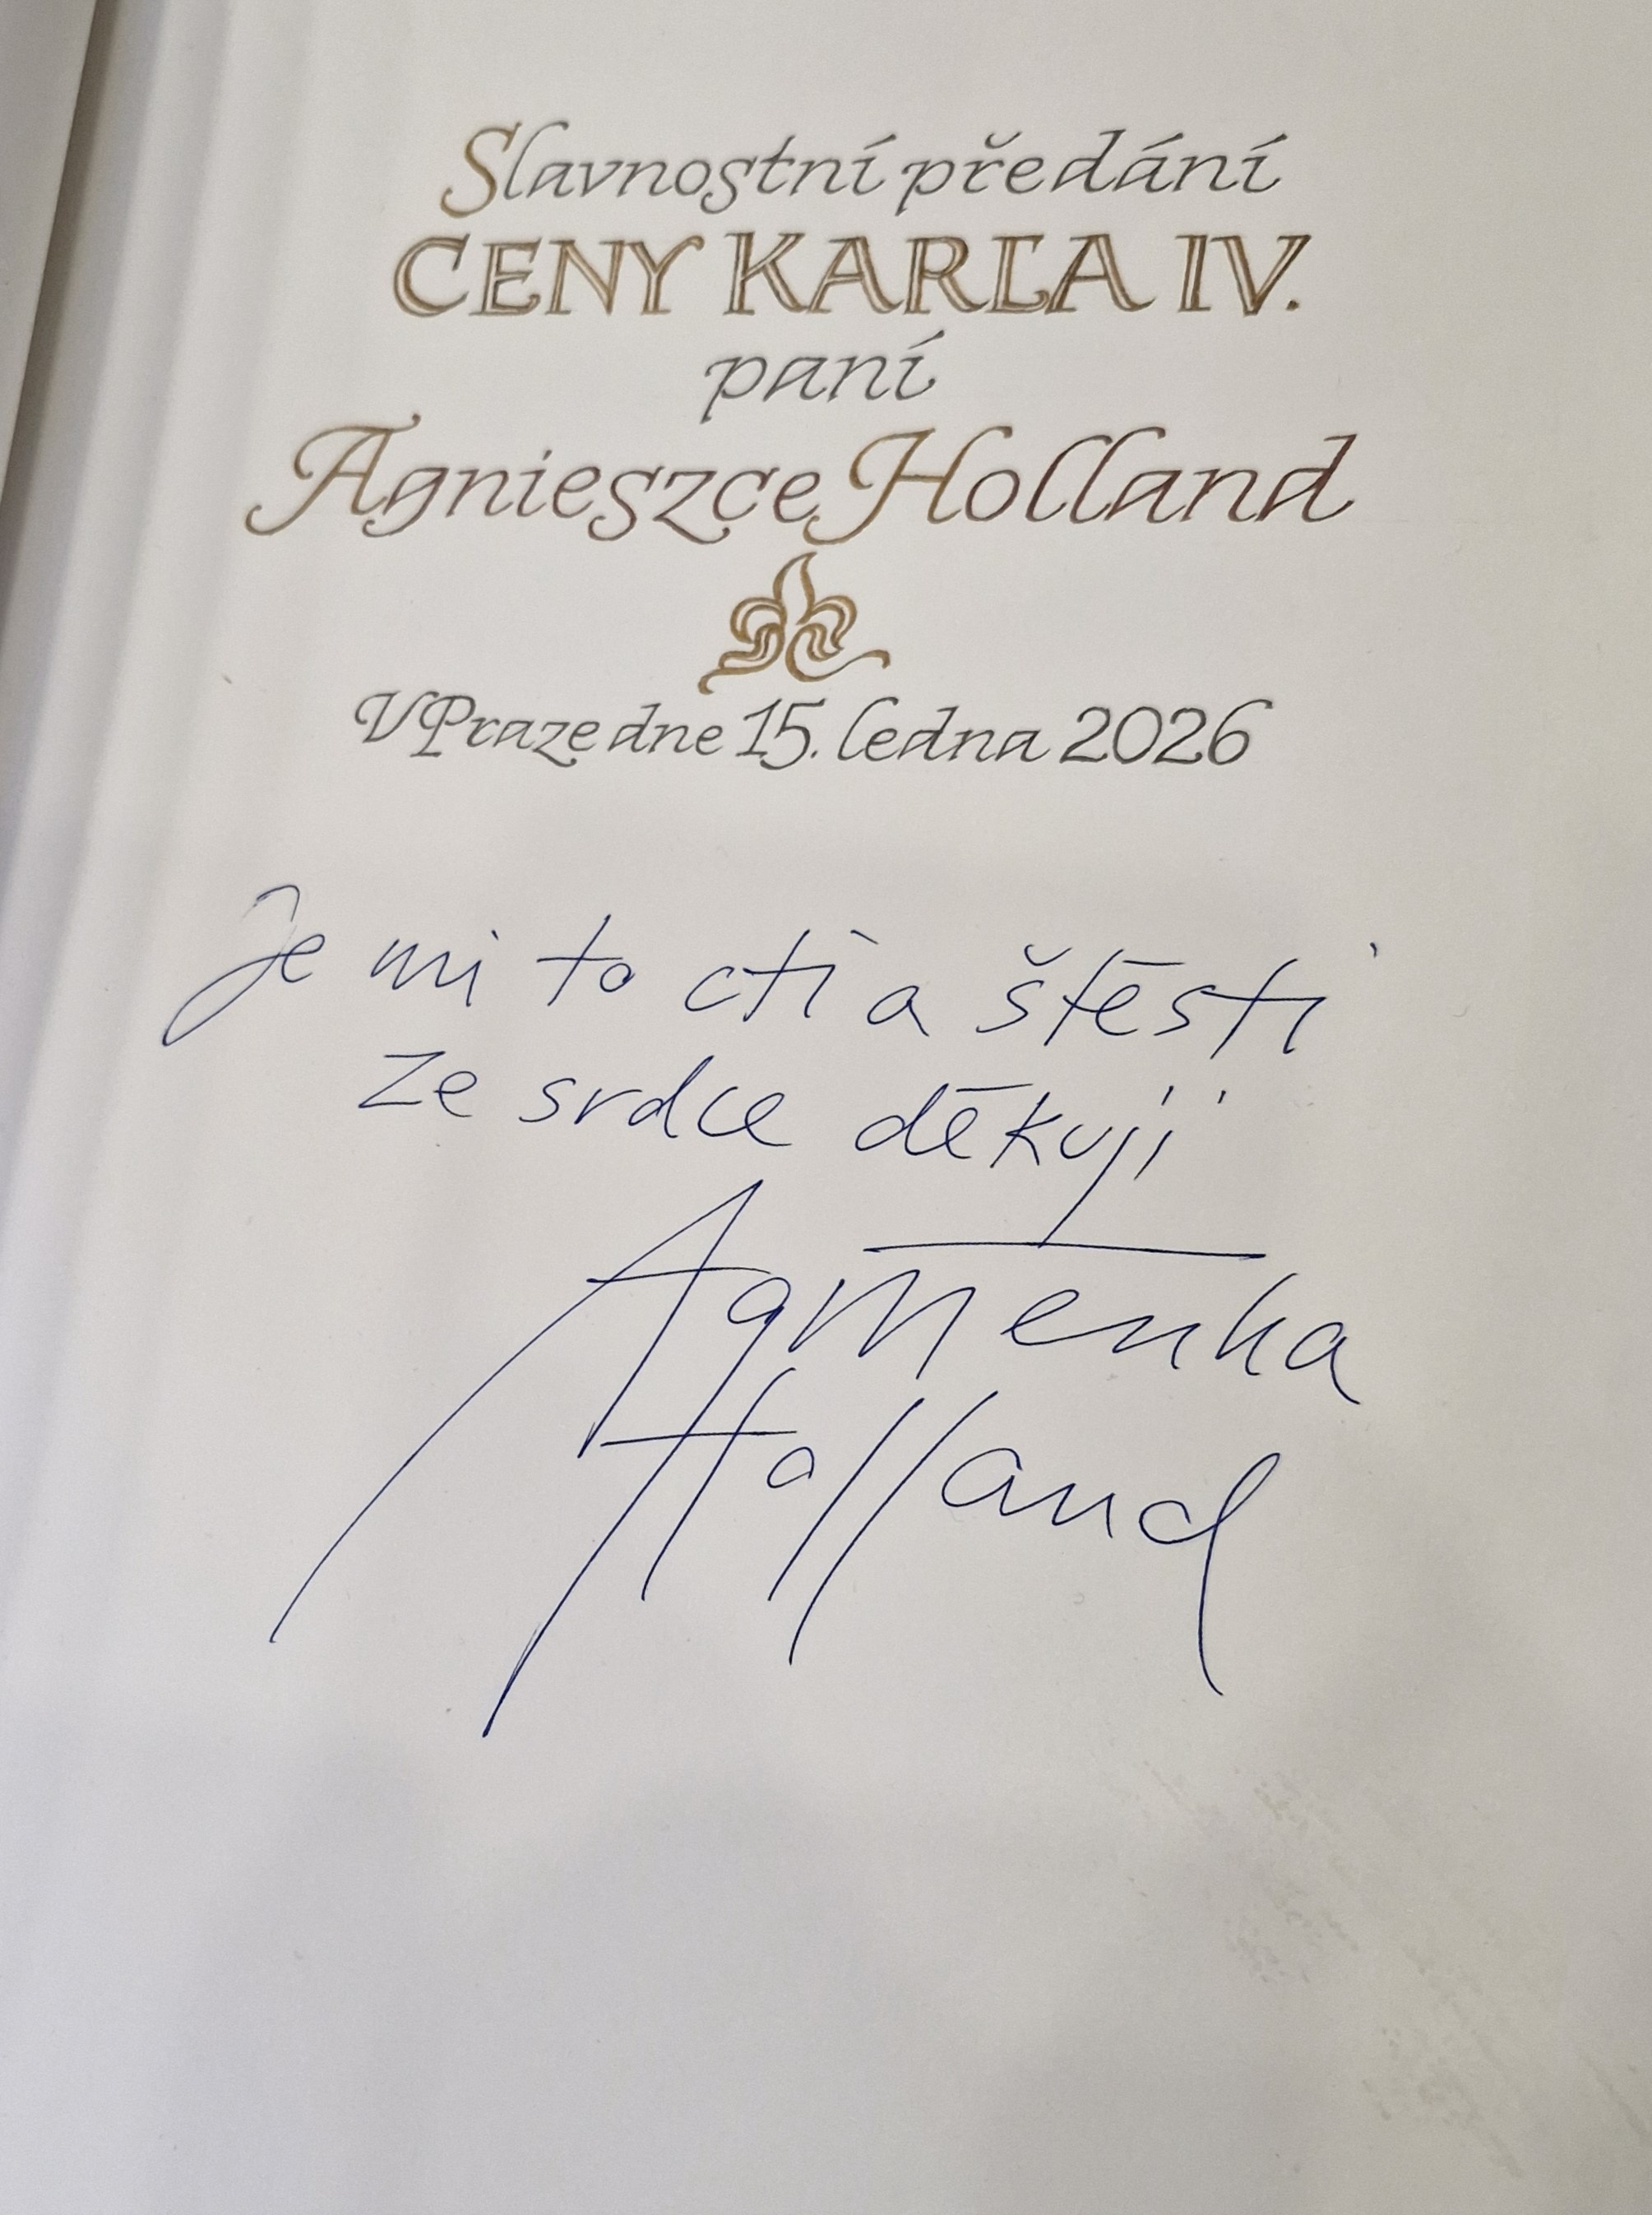 Slavnostní předání
CENY KARLA IV.
paní
Agnieszce Holland
V Praze dne 15. ledna 2026
Je mi to ctí a štěstí
ze srdce děkuji
Agnieszka
Holland